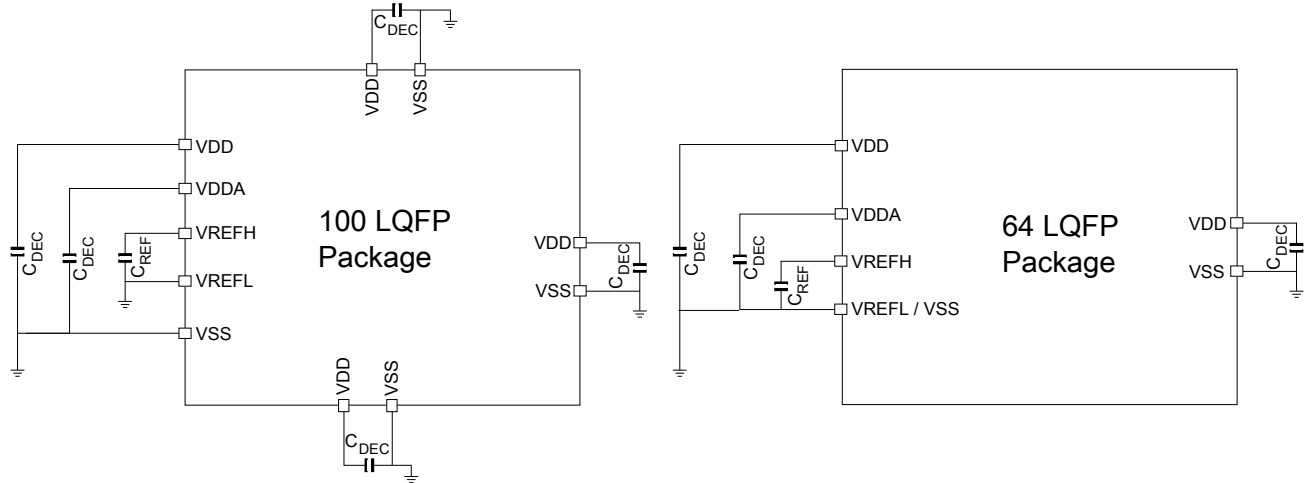 CDEC
VDD
VSS
VDD
VDDA
VREFH
VREFL
VSS
CDEC
CDEC
CREF
100 LQFP
Package
VDD
VSS
CDEC
VDD
VSS
CDEC
VDD
VDDA
VREFH
VREFL / VSS
CDEC
CDEC
CREF
64 LQFP
Package
VDD
VSS
CDEC